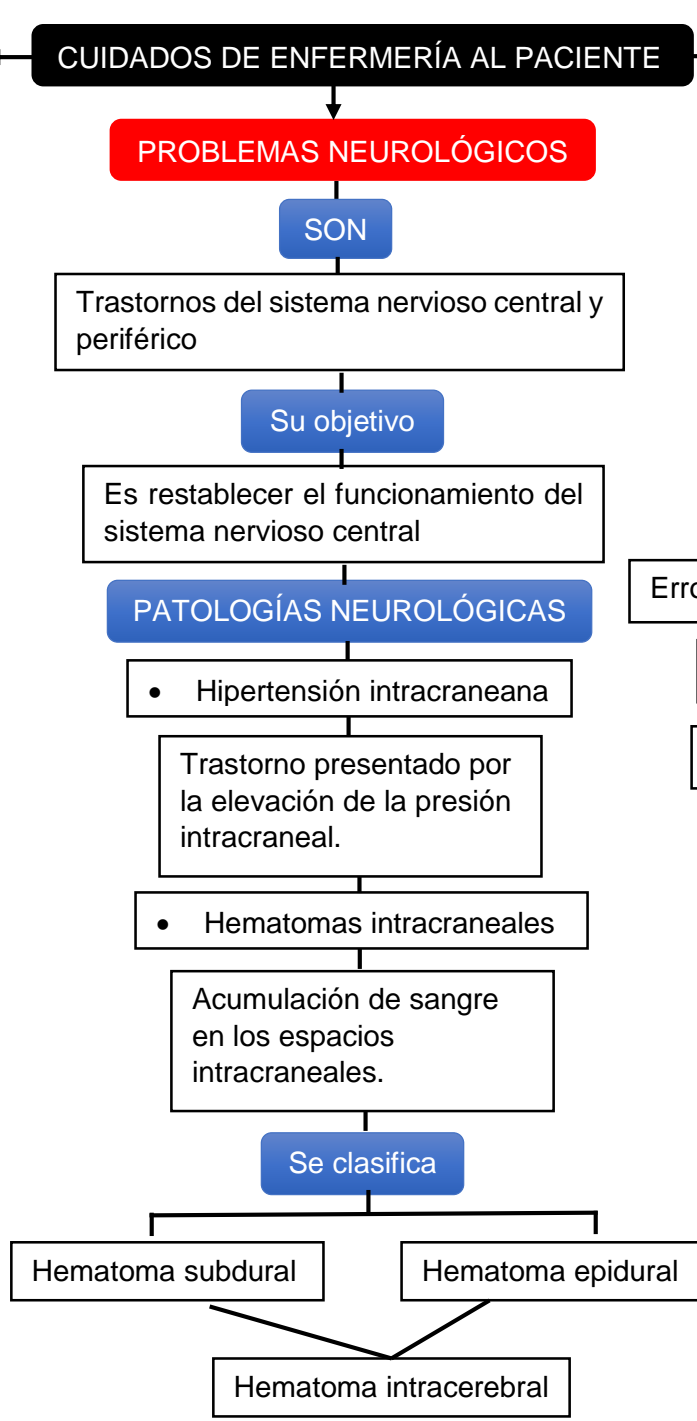 CUIDADOS DE ENFERMERÍA AL PACIENTE
PROBLEMAS NEUROLÓGICOS
SON
Trastornos del sistema nervioso central y
periférico
Su objetivo
Es restablecer el funcionamiento del
sistema nervioso central
PATOLOGÍAS NEUROLÓGICAS
• Hipertensión intracraneana
Trastorno presentado por
la elevación de la presión
intracraneal.
• Hematomas intracraneales
Acumulación de sangre
en los espacios
intracraneales.
Se clasifica
Hematoma subdural
Hematoma epidural
Hematoma intracerebral